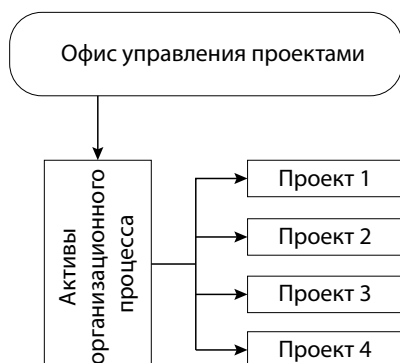 Офис управления проектами
Активы
организационного
процесса
Проект 1
Проект 2
Проект 3
Проект 4